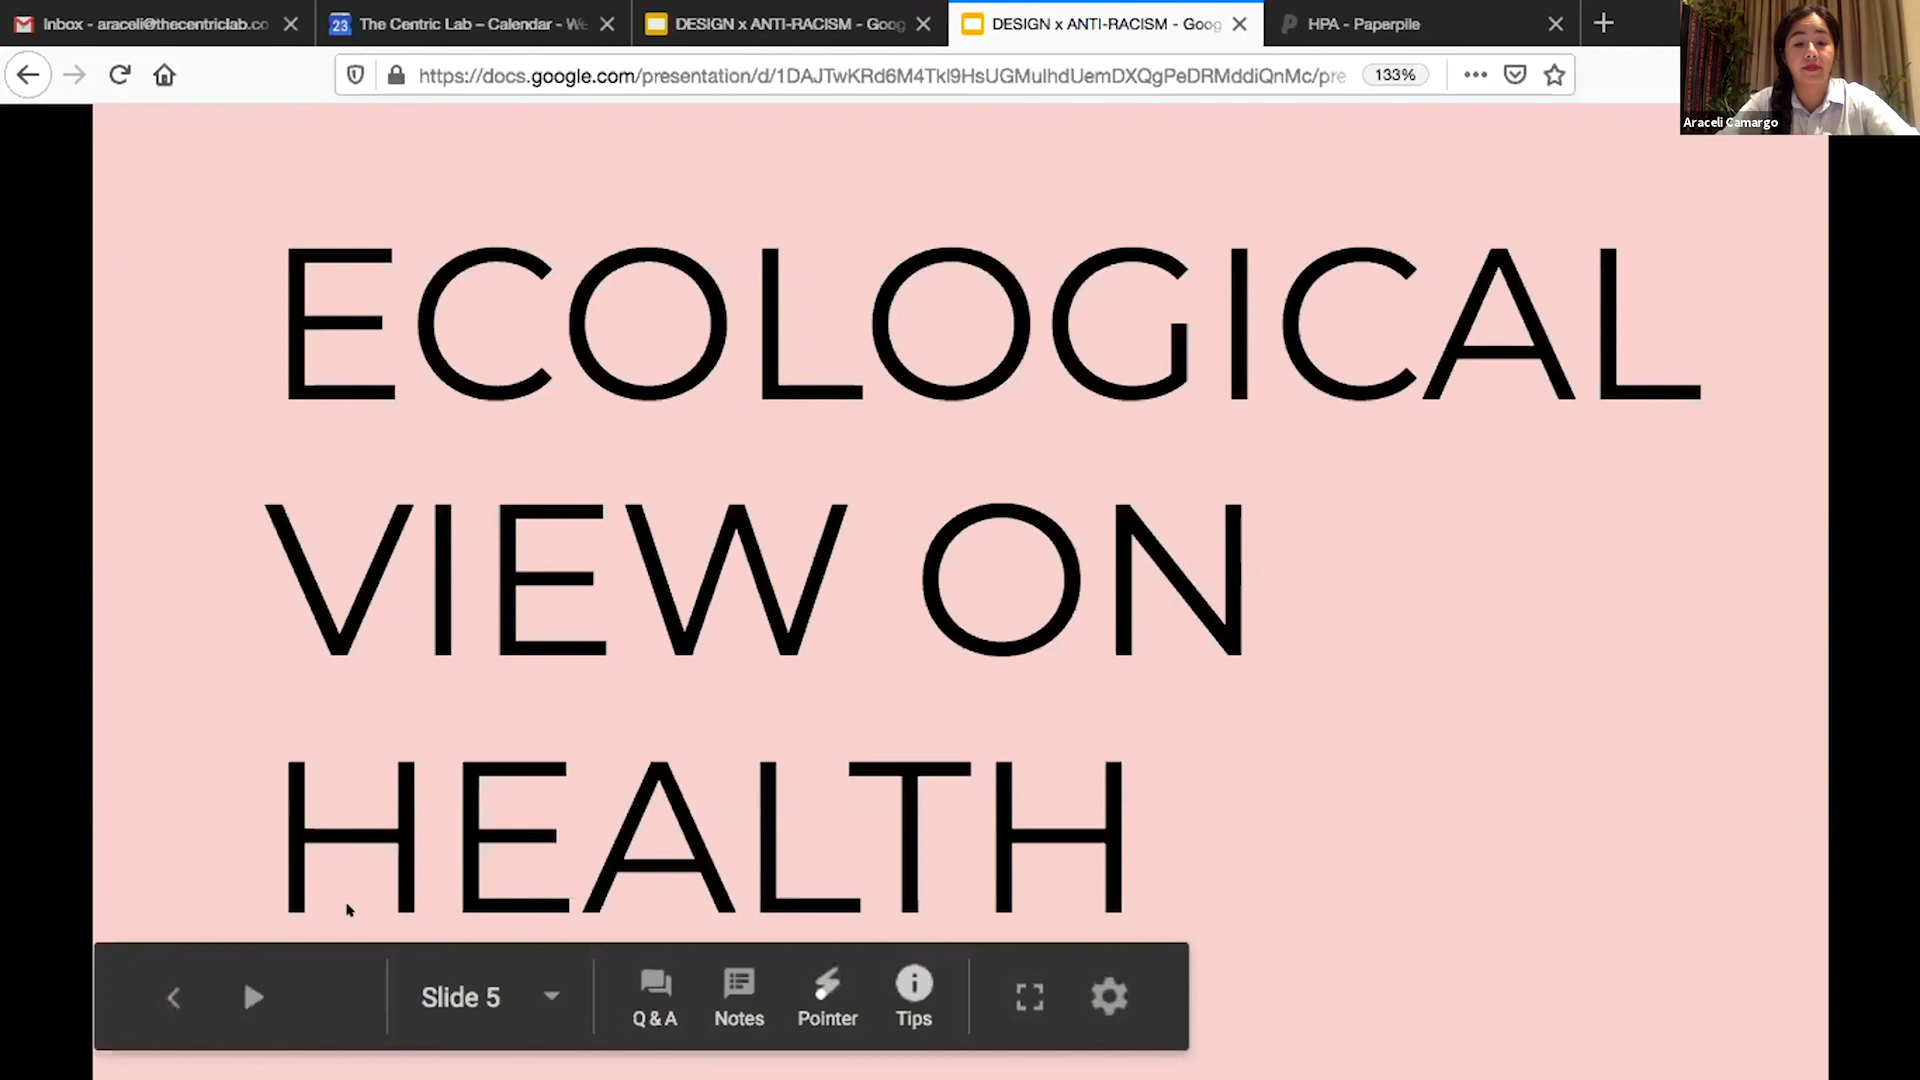 Inbox - araceli@thecentriclab.co
The Centric Lab – Calendar - We
DESIGN x ANTI-RACISM - Goog
DESIGN x ANTI-RACISM - Goog
HPA - Paperpile
23
https://docs.google.com/presentation/d/1DAJTwKRd6M4Tkl9HsUGMulhdUemDXQgPeDRMddiQnMc/pre
133%
Araceli Camargo
ECOLOGICAL
VIEW ON
HEALTH
Slide 5
Q & A
Notes
Pointer
Tips